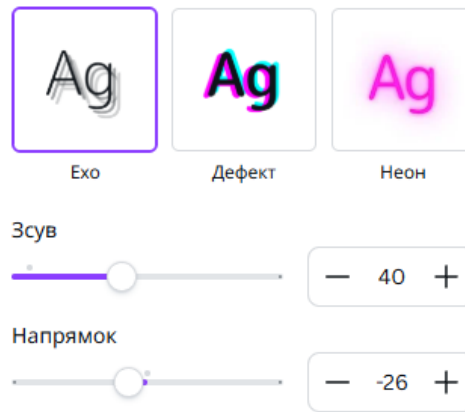 Ag Ag Ag
Ехо Дефект Неон
Зсув
— 40 +
Напрямок
— -26 +